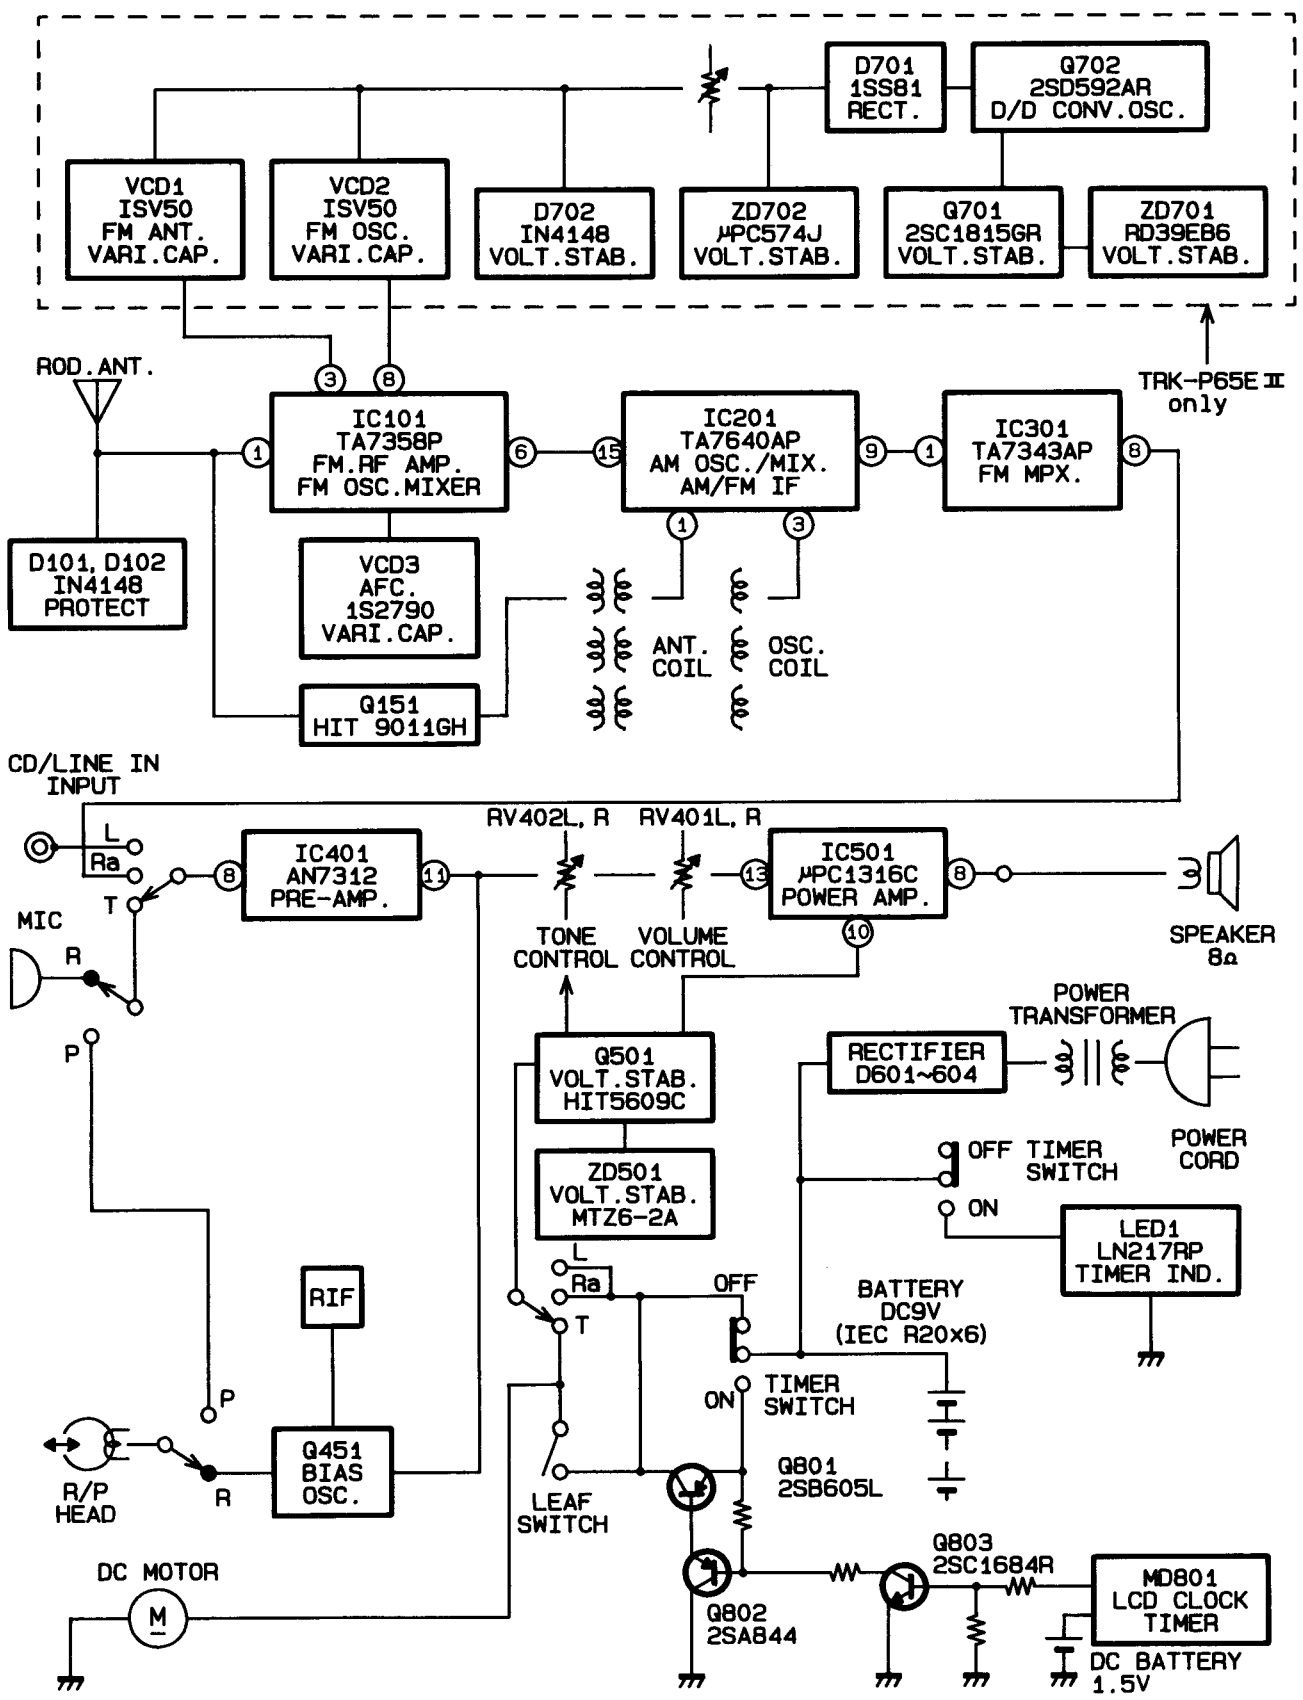 D701
1SS81
RECT.
Q702
2SD592AR
D/D CONV.OSC.
VCD1
ISV50
FM ANT.
VARI.CAP.
VCD2
ISV50
FM OSC.
VARI.CAP.
D702
IN4148
VOLT.STAB.
ZD702
µPC574J
VOLT.STAB.
Q701
2SC1815GR
VOLT.STAB.
ZD701
RD39EB6
VOLT.STAB.
TRK-P65E II
only
ROD.ANT.
3
8
1
IC101
TA7358P
FM.RF AMP.
FM OSC.MIXER
6
15
IC201
TA7640AP
AM OSC./MIX.
AM/FM IF
9
1
IC301
TA7343AP
FM MPX.
8
1
3
D101, D102
IN4148
PROTECT
VCD3
AFC.
1S2790
VARI.CAP.
ANT.
COIL
OSC.
COIL
Q151
HIT 9011GH
CD/LINE IN
INPUT
L
Ra
T
8
IC401
AN7312
PRE-AMP.
11
RV402L, R
RV401L, R
TONE
CONTROL
VOLUME
CONTROL
13
IC501
µPC1316C
POWER AMP.
8
10
SPEAKER
8Ω
MIC
R
P
Q501
VOLT.STAB.
HIT5609C
ZD501
VOLT.STAB.
MTZ6-2A
RECTIFIER
D601~604
POWER
TRANSFORMER
POWER
CORD
OFF TIMER
SWITCH
ON
LED1
LN217RP
TIMER IND.
L
Ra
T
OFF
BATTERY
DC9V
(IEC R20×6)
ON
TIMER
SWITCH
RIF
P
R
R/P
HEAD
Q451
BIAS
OSC.
LEAF
SWITCH
Q801
2SB605L
Q802
2SA844
Q803
2SC1684R
MD801
LCD CLOCK
TIMER
DC BATTERY
1.5V
DC MOTOR
M